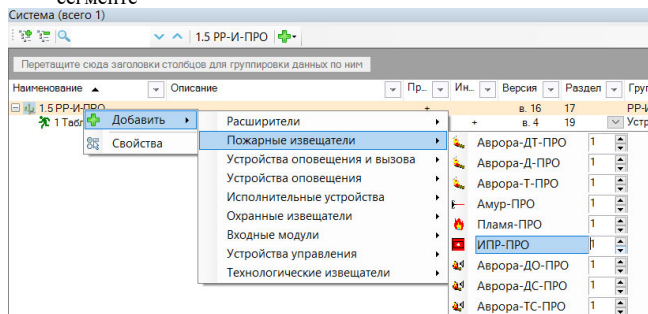 сегменте
Система (всего 1)
1.5 РР-И-ПРО
Перетащите сюда заголовки столбцов для группировки данных по ним
Наименование Описание Пр... Ин... Версия Раздел Груп
1.5 РР-И-ПРО + в. 16 17 РР-И
1 Табл + в. 4 19 Устр
Добавить
Свойства
Расширители
Пожарные извещатели
Устройства оповещения и вызова
Устройства оповещения
Исполнительные устройства
Охранные извещатели
Входные модули
Устройства управления
Технологические извещатели
Аврора-ДТ-ПРО 1
Аврора-Д-ПРО 1
Аврора-Т-ПРО 1
Амур-ПРО 1
Пламя-ПРО 1
ИПР-ПРО 1
Аврора-ДО-ПРО 1
Аврора-ДС-ПРО 1
Аврора-ТС-ПРО 1